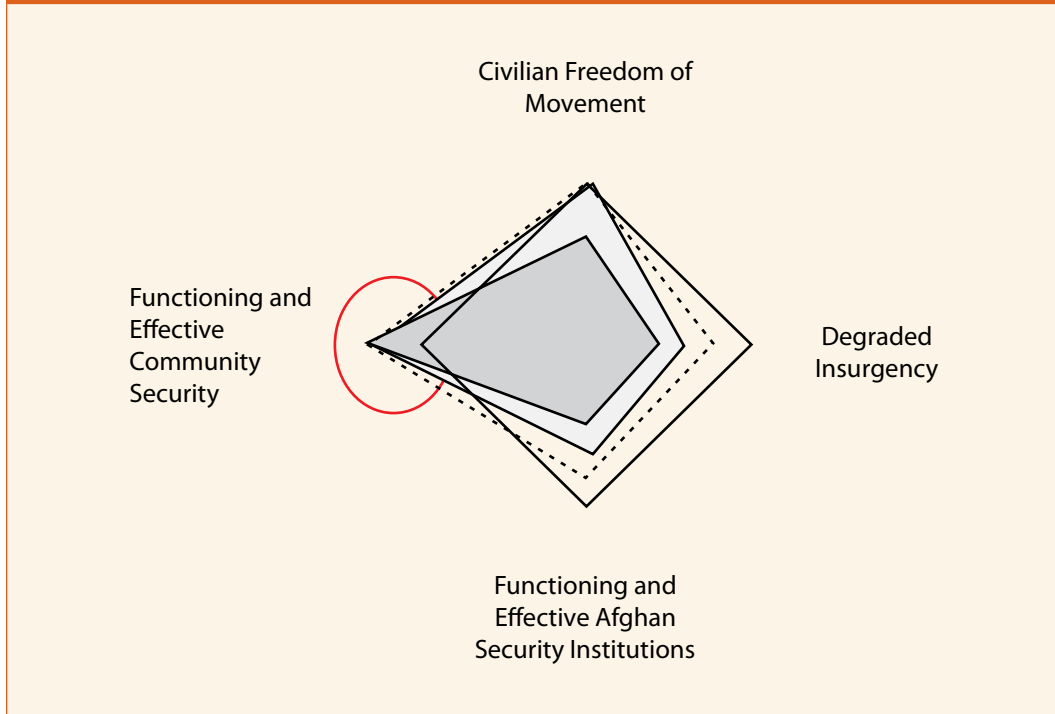 Civilian Freedom of
Movement
Functioning and
Effective
Community
Security
Degraded
Insurgency
Functioning and
Effective Afghan
Security Institutions